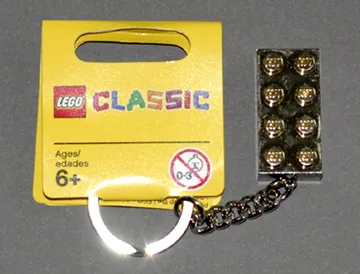 LEGO CLASSIC
Ages/
edades
6+
0-3